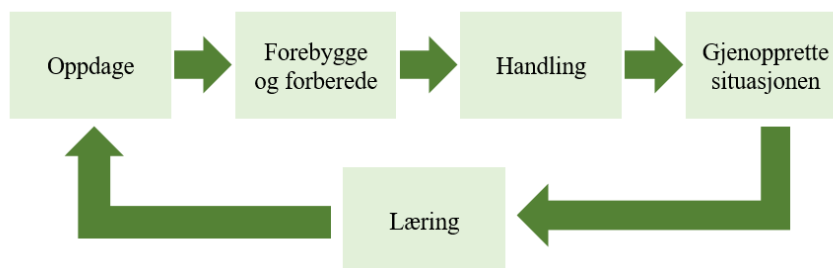 Oppdage
Forebygge
og forberede
Handling
Gjenopprette
situasjonen
Læring